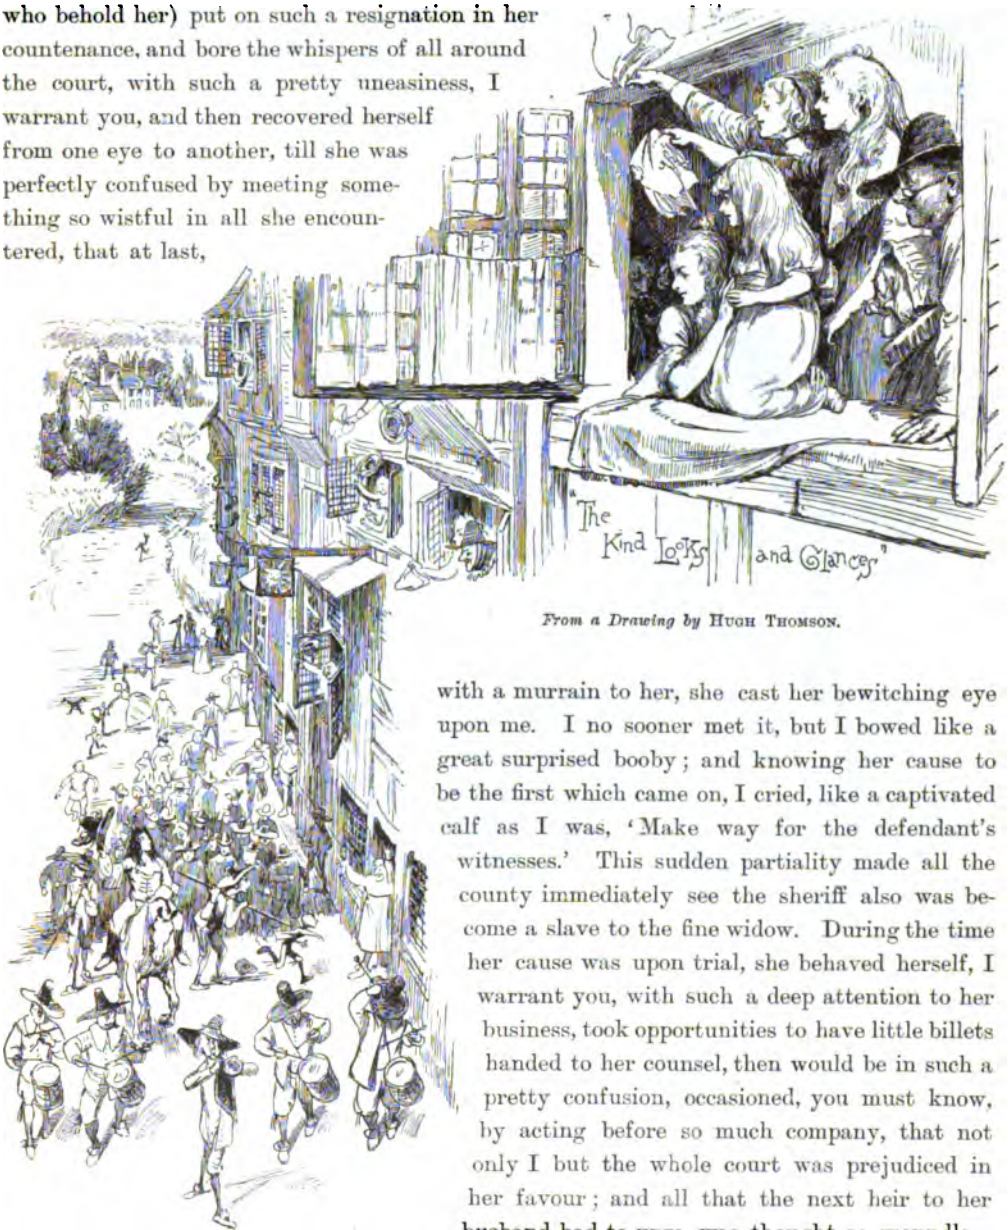 who behold her) put on such a resignation in her
countenance, and bore the whispers of all around
the court, with such a pretty uneasiness, I
warrant you, and then recovered herself
from one eye to another, till she was
perfectly confused by meeting some-
thing so wistful in all she encoun-
tered, that at last,
"The
Kind Looks
and Glances"
From a Drawing by HUGH THOMSON.
with a murrain to her, she cast her bewitching eye
upon me. I no sooner met it, but I bowed like a
great surprised booby; and knowing her cause to
be the first which came on, I cried, like a captivated
calf as I was, ‘Make way for the defendant's
witnesses.’ This sudden partiality made all the
county immediately see the sheriff also was be-
come a slave to the fine widow. During the time
her cause was upon trial, she behaved herself, I
warrant you, with such a deep attention to her
business, took opportunities to have little billets
handed to her counsel, then would be in such a
pretty confusion, occasioned, you must know,
by acting before so much company, that not
only I but the whole court was prejudiced in
her favour; and all that the next heir to her